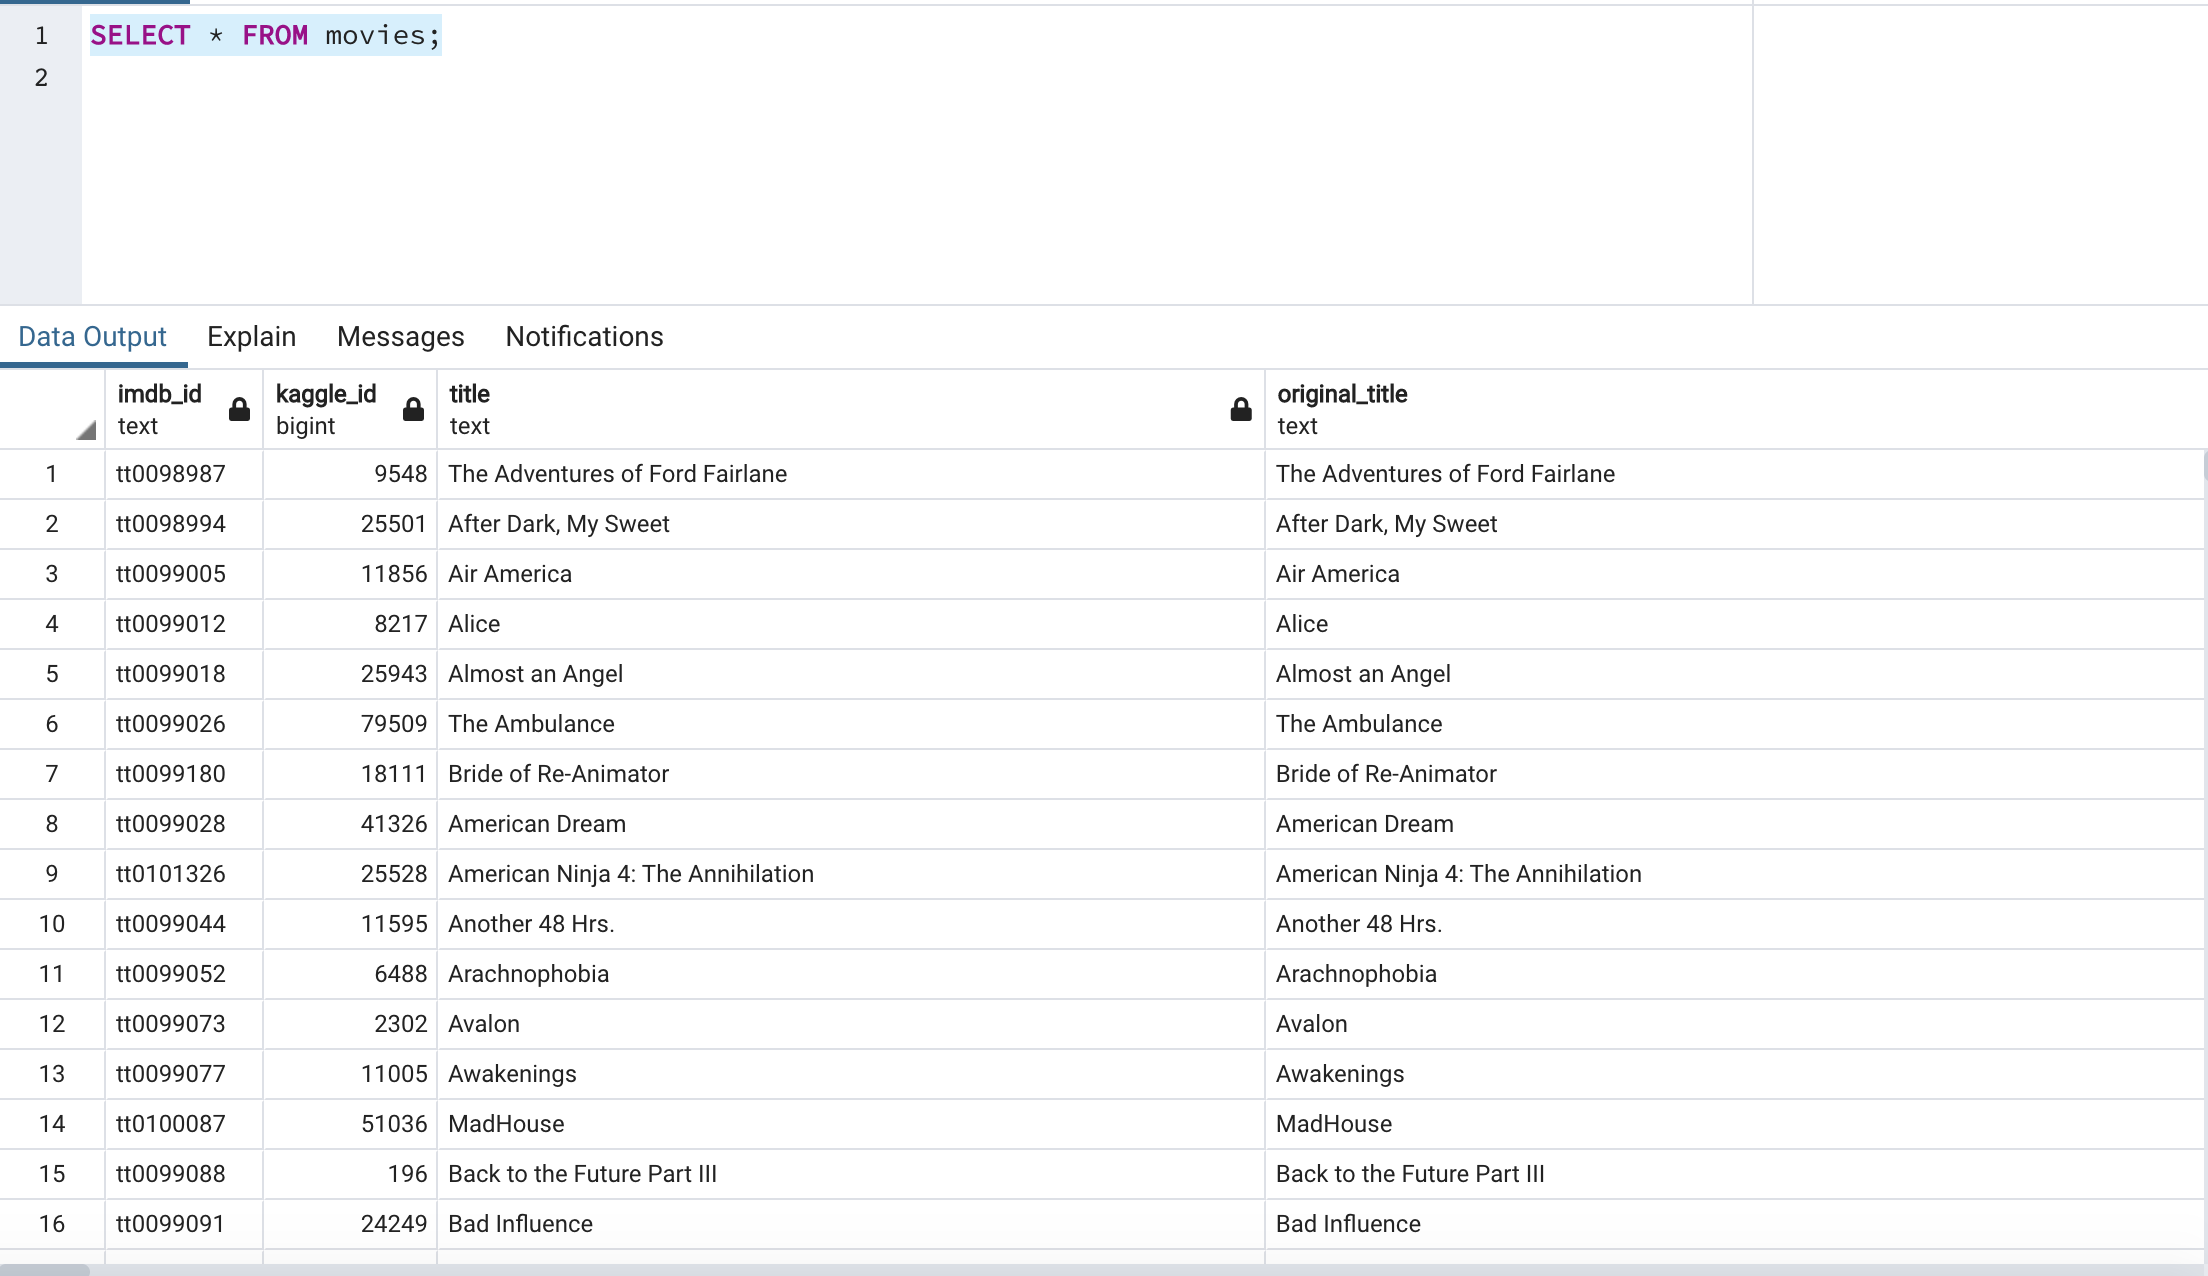 1 SELECT * FROM movies;
2
Data Output Explain Messages Notifications
imdb_id kaggle_id title original_title
text bigint text text
1 tt0098987 9548 The Adventures of Ford Fairlane The Adventures of Ford Fairlane
2 tt0098994 25501 After Dark, My Sweet After Dark, My Sweet
3 tt0099005 11856 Air America Air America
4 tt0099012 8217 Alice Alice
5 tt0099018 25943 Almost an Angel Almost an Angel
6 tt0099026 79509 The Ambulance The Ambulance
7 tt0099180 18111 Bride of Re-Animator Bride of Re-Animator
8 tt0099028 41326 American Dream American Dream
9 tt0101326 25528 American Ninja 4: The Annihilation American Ninja 4: The Annihilation
10 tt0099044 11595 Another 48 Hrs. Another 48 Hrs.
11 tt0099052 6488 Arachnophobia Arachnophobia
12 tt0099073 2302 Avalon Avalon
13 tt0099077 11005 Awakenings Awakenings
14 tt0100087 51036 MadHouse MadHouse
15 tt0099088 196 Back to the Future Part III Back to the Future Part III
16 tt0099091 24249 Bad Influence Bad Influence